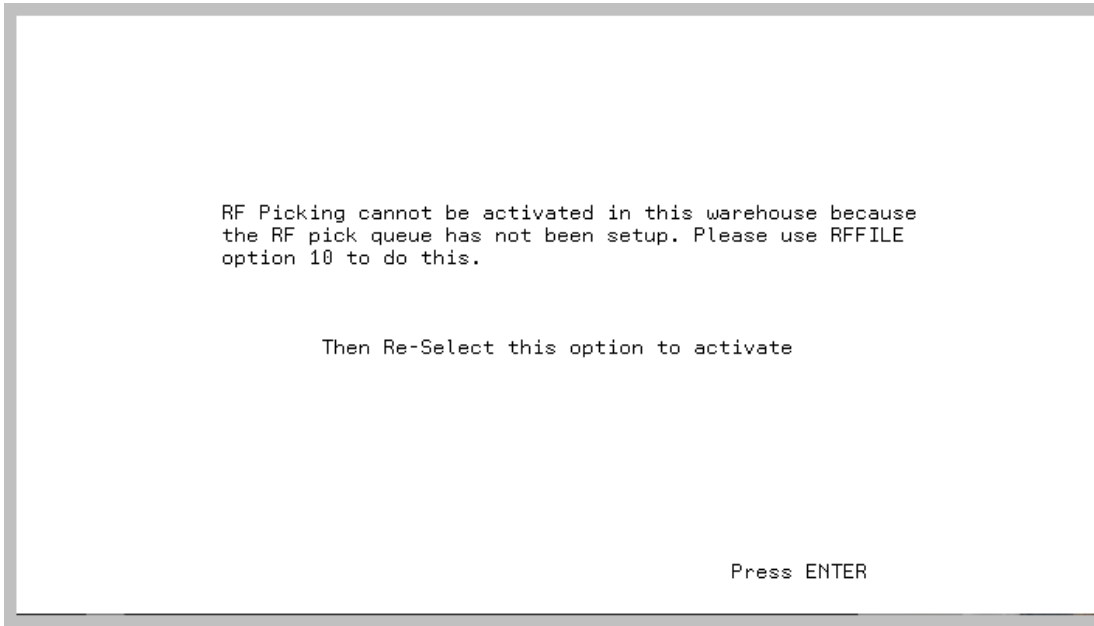 RF Picking cannot be activated in this warehouse because
the RF pick queue has not been setup. Please use RFFILE
option 10 to do this.
Then Re-Select this option to activate
Press ENTER